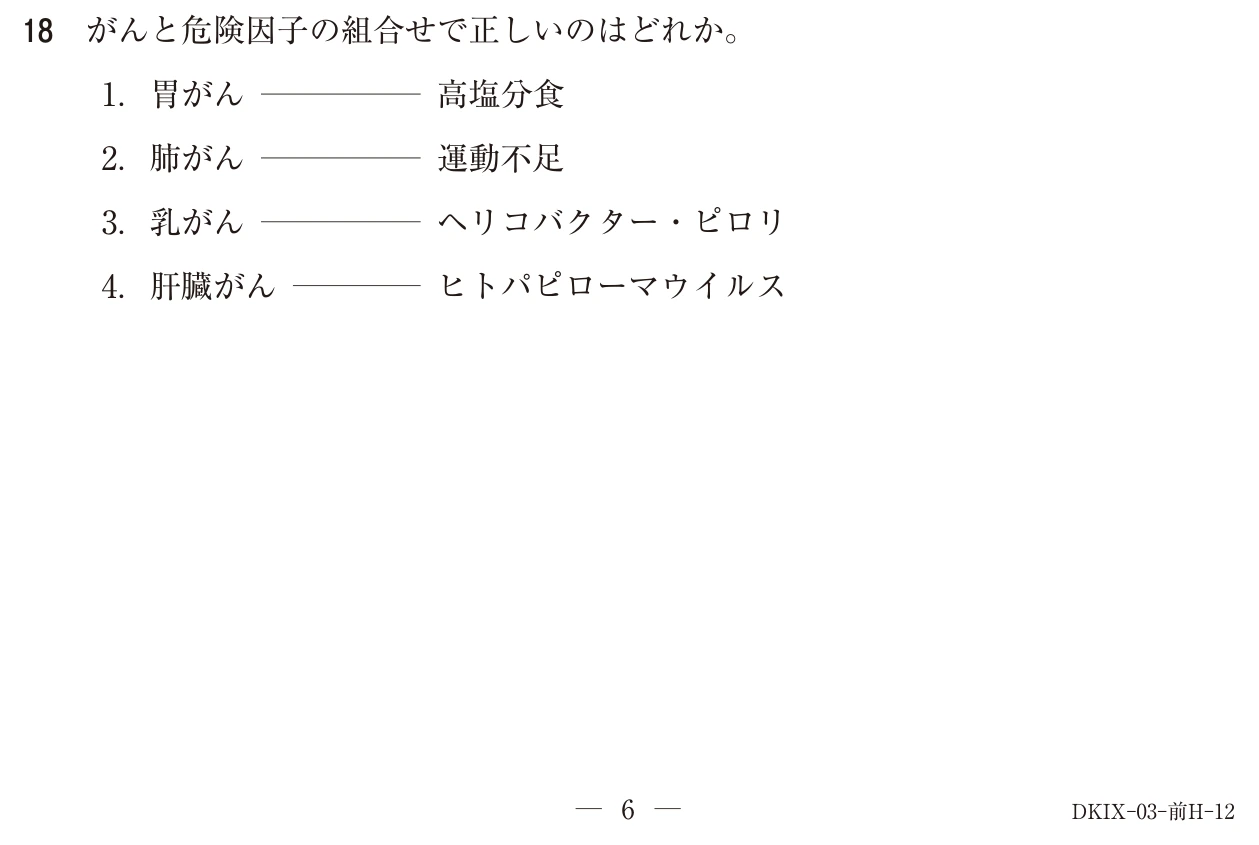 18 がんと危険因子の組合せで正しいのはどれか。
1. 胃がん ————— 高塩分食
2. 肺がん ————— 運動不足
3. 乳がん ————— ヘリコバクター・ピロリ
4. 肝臓がん ———— ヒトパピローマウイルス
— 6 —
DKIX-03-前H-12